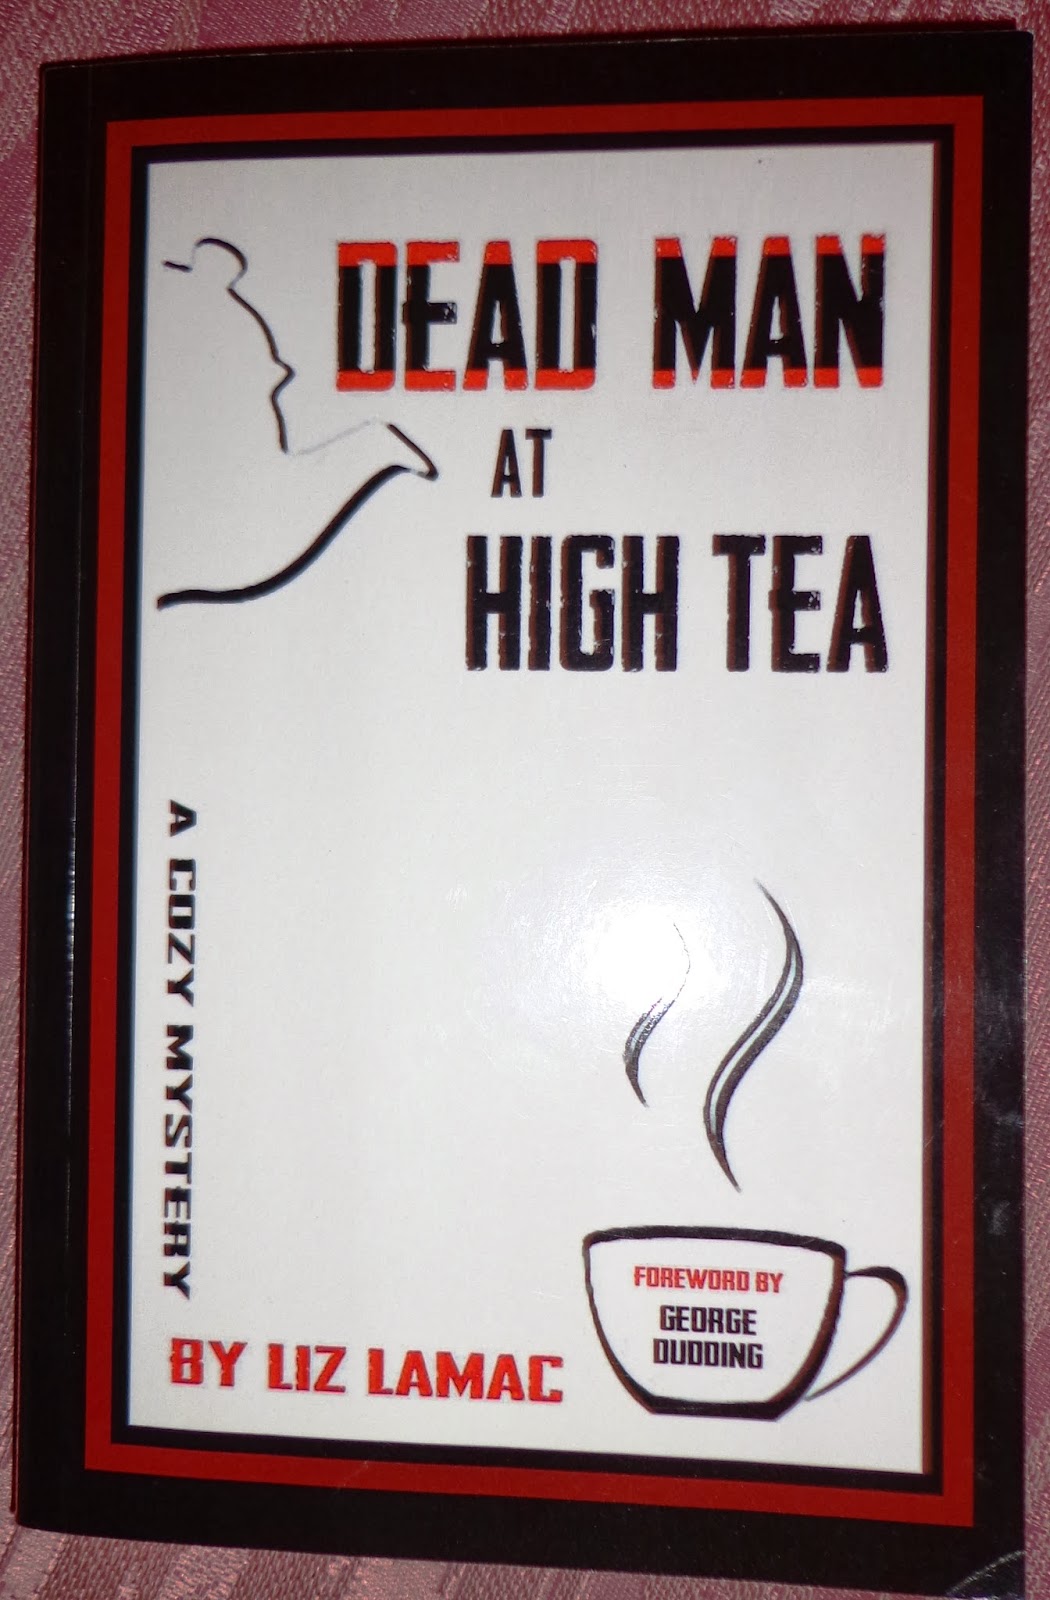 DEAD MAN
AT
HIGH TEA
A COZY MYSTERY
BY LIZ LAMAC
FOREWORD BY
GEORGE
DUDDING